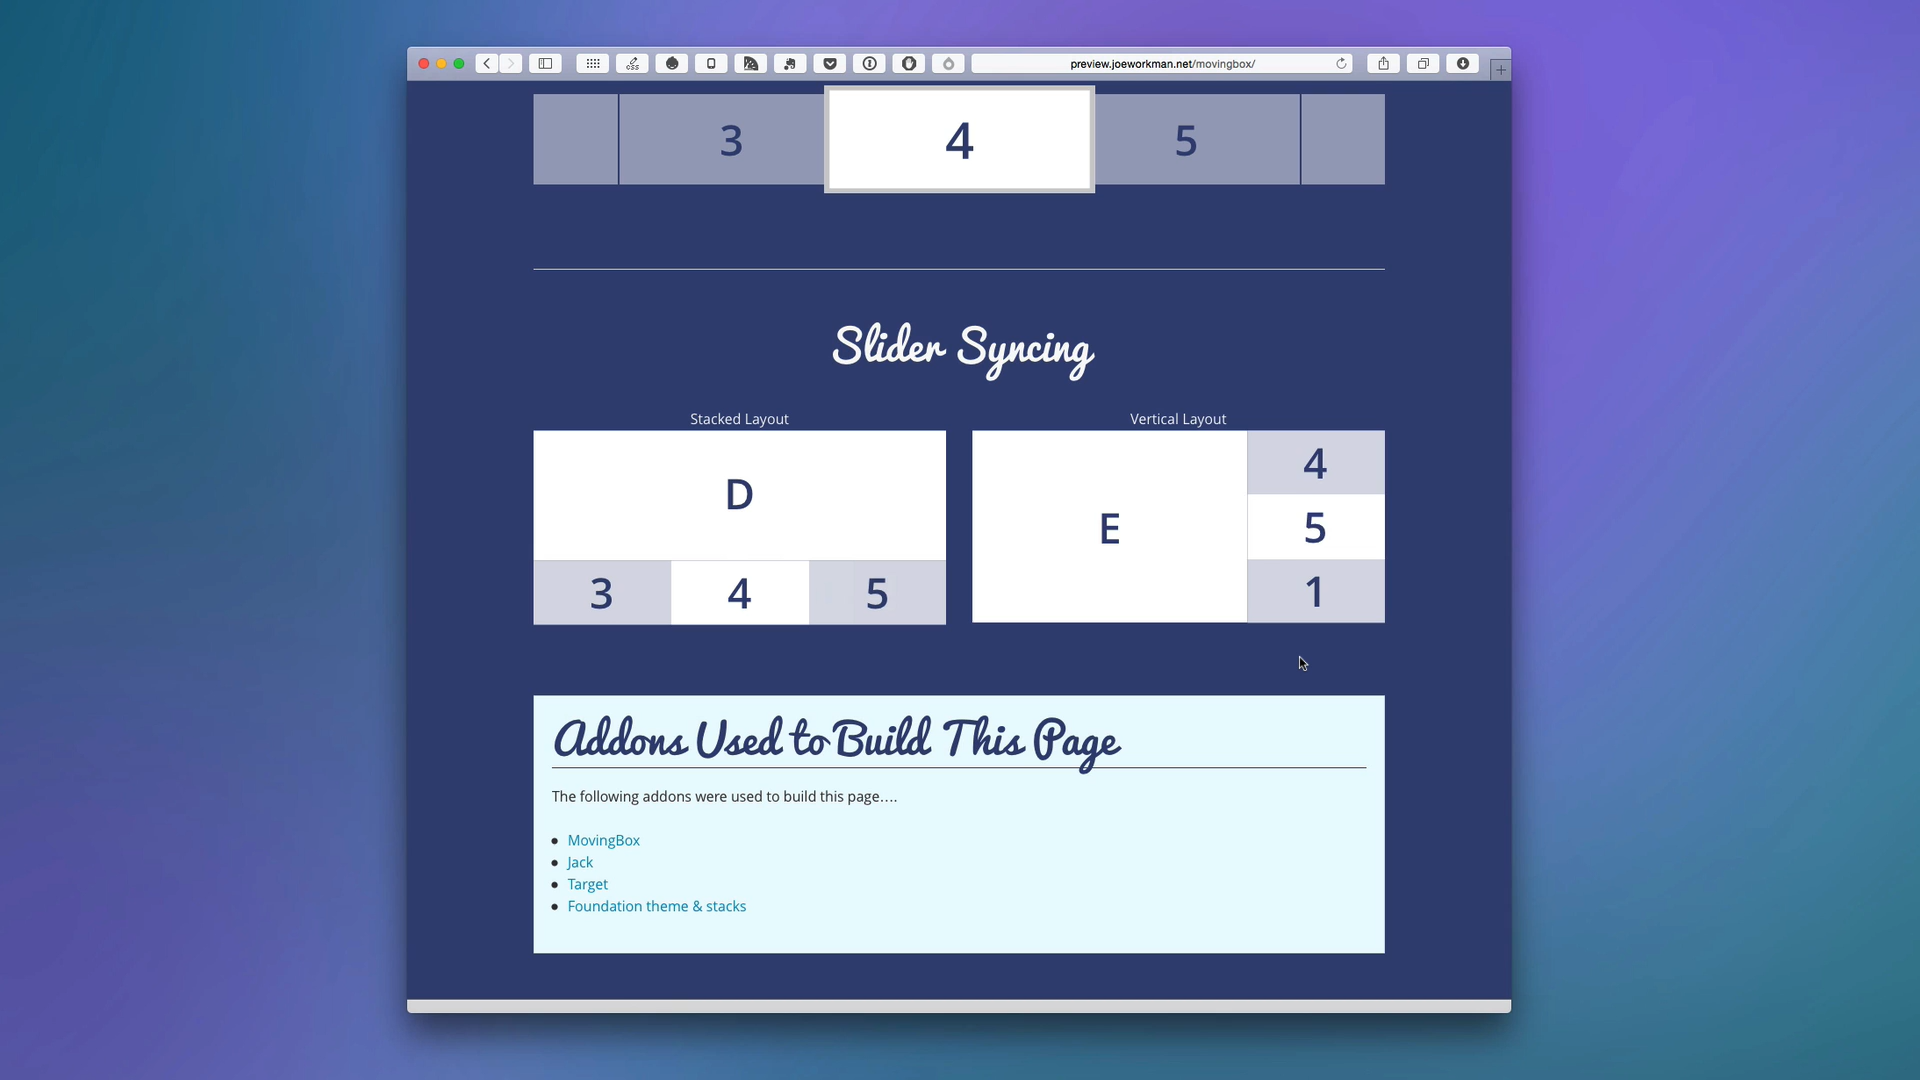 css
preview.joeworkman.net/movingbox/
3 4 5
Slider Syncing
Stacked Layout
D
3 4 5
Vertical Layout
E
4
5
1
Addons Used to Build This Page
The following addons were used to build this page....
MovingBox
Jack
Target
Foundation theme & stacks